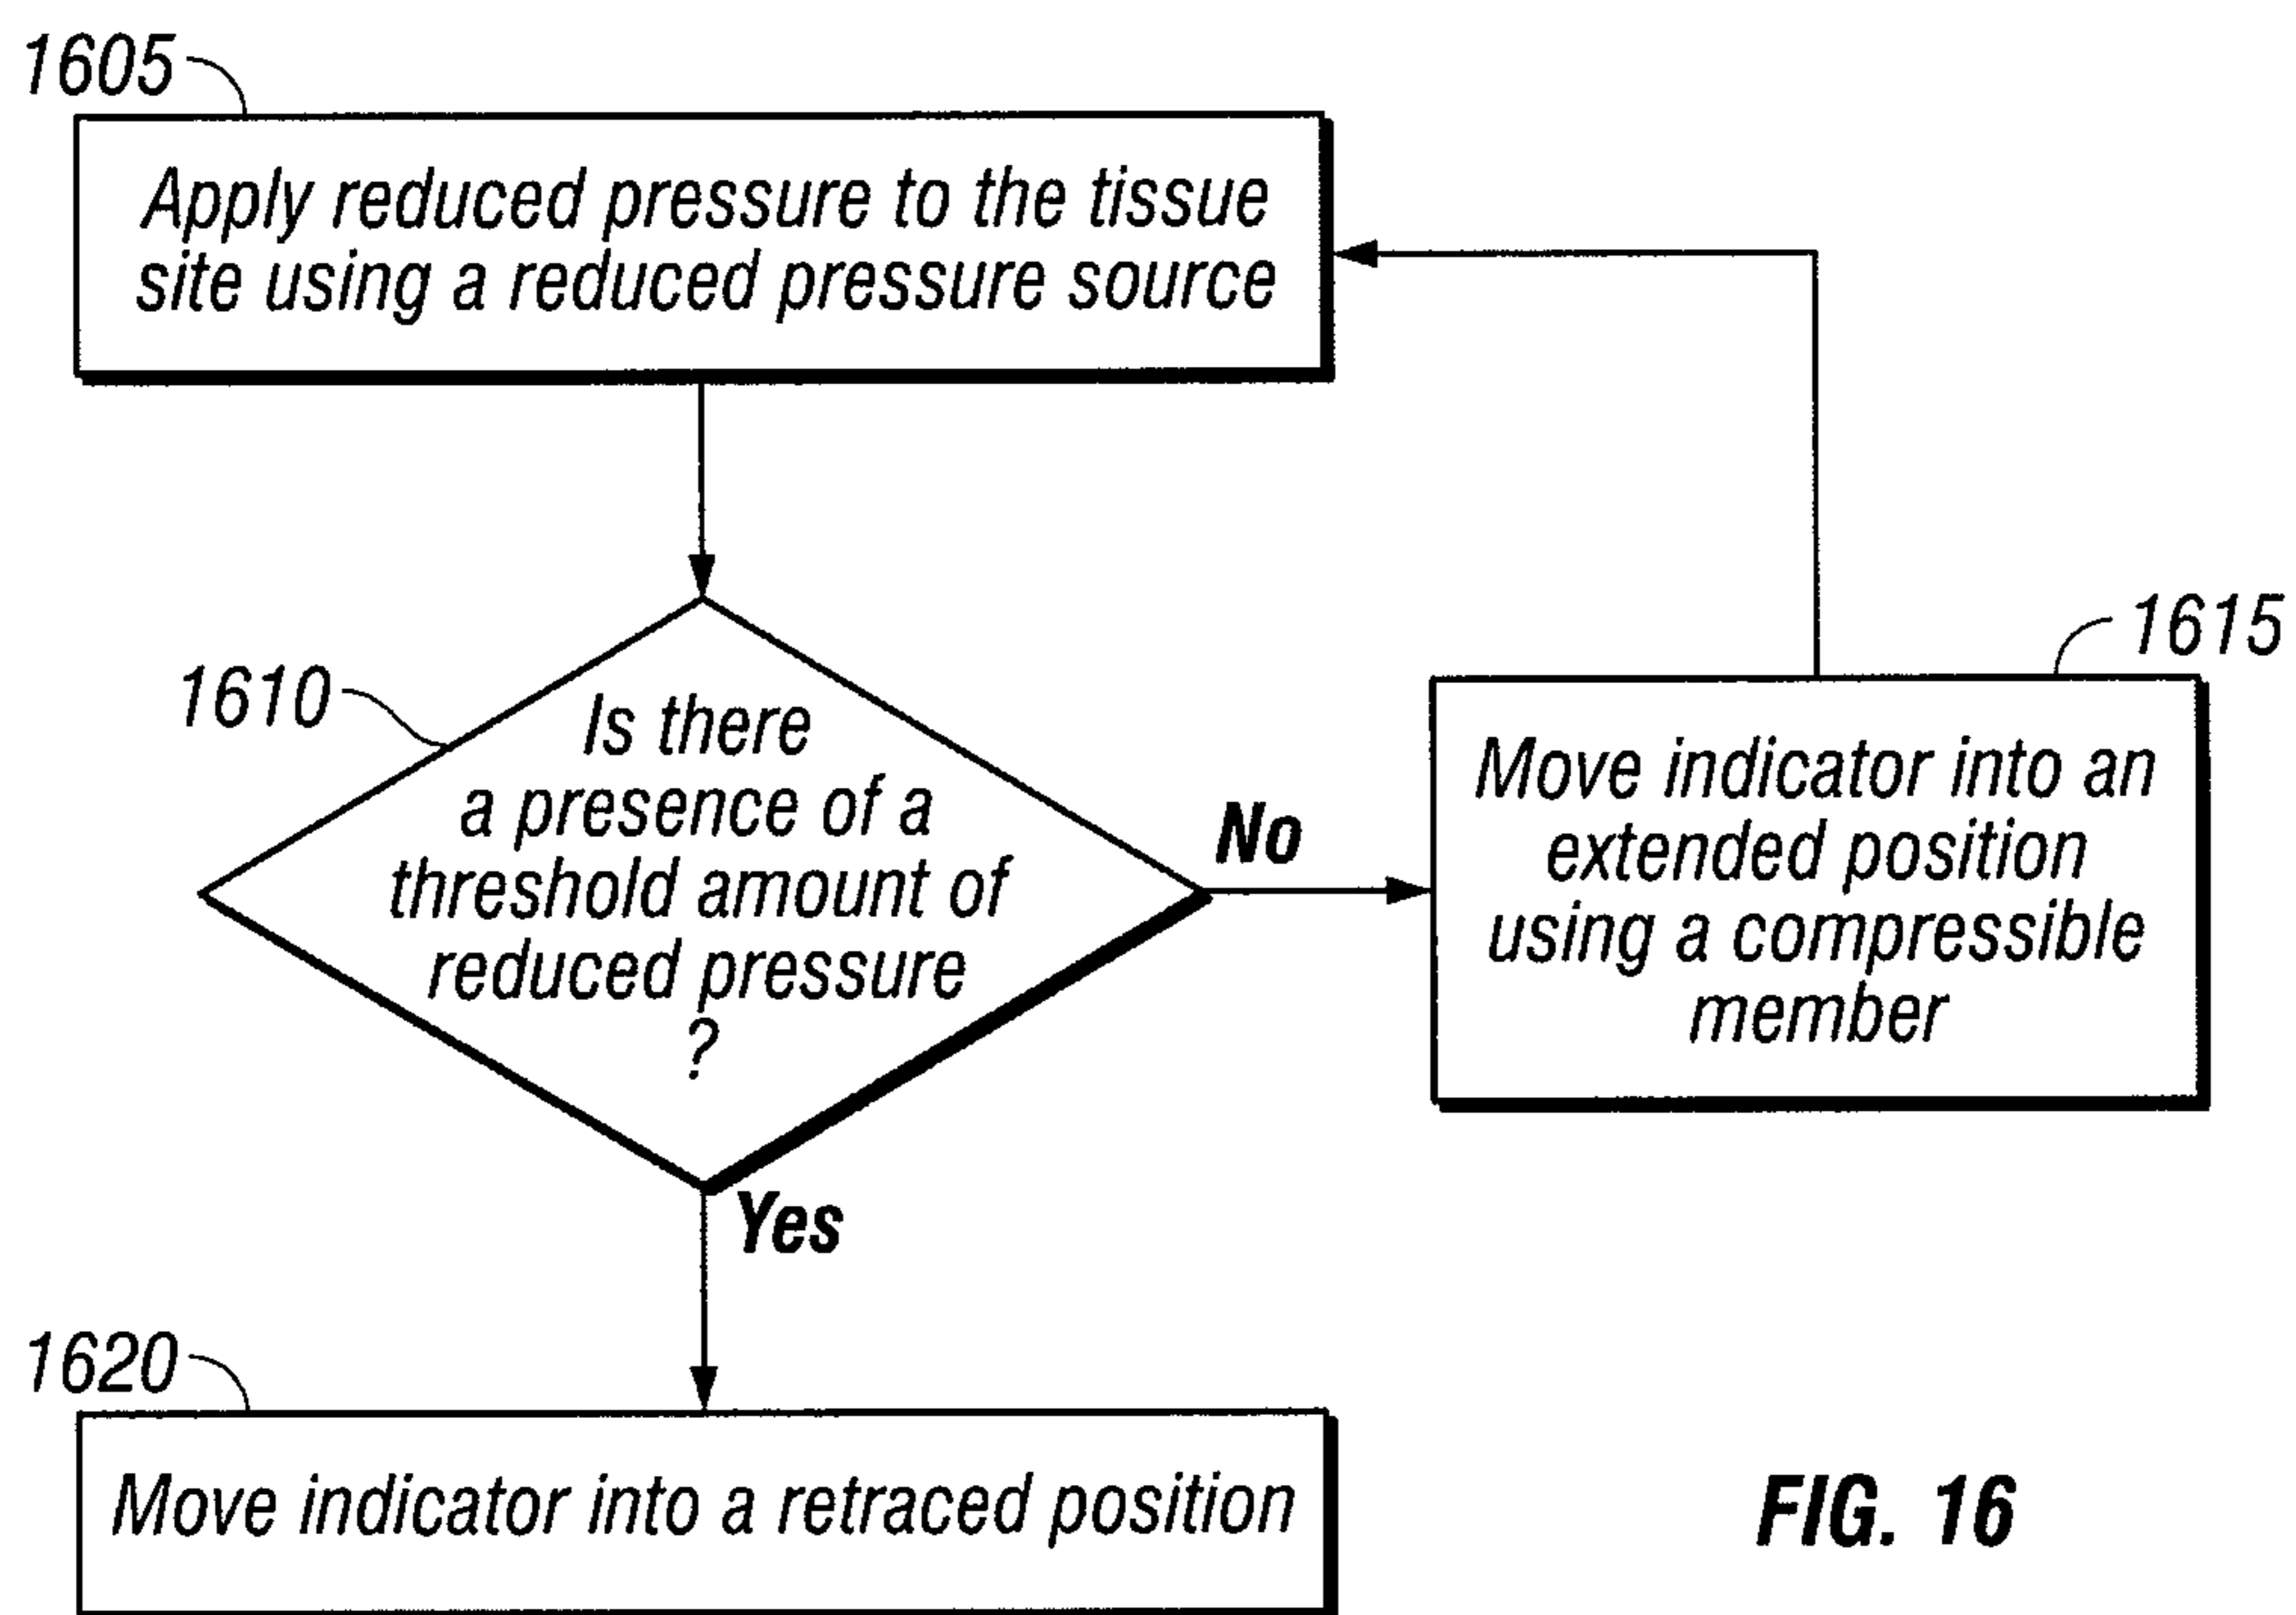 1605
Apply reduced pressure to the tissue
site using a reduced pressure source
1610
Is there
a presence of a
threshold amount of
reduced pressure
?
No
1615
Move indicator into an
extended position
using a compressible
member
Yes
1620
Move indicator into a retraced position
FIG. 16